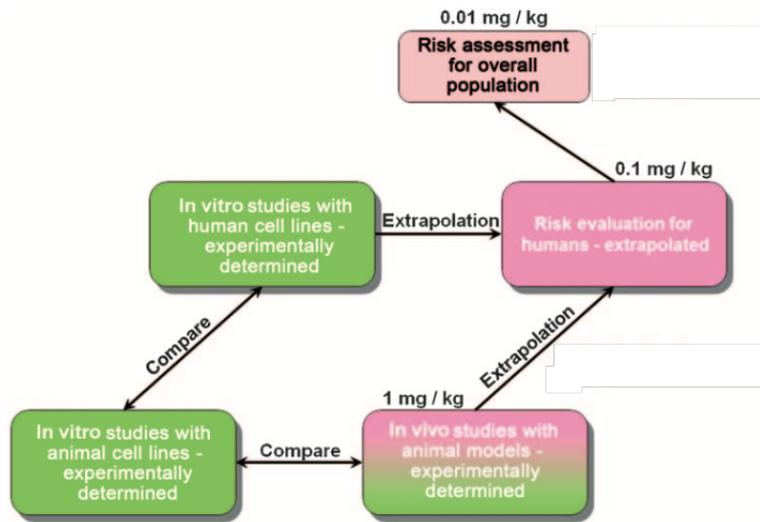 0.01 mg / kg
Risk assessment
for overall
population
0.1 mg / kg
In vitro studies with
human cell lines -
experimentally
determined
Extrapolation
Risk evaluation for
humans - extrapolated
Compare
Extrapolation
1 mg / kg
In vitro studies with
animal cell lines -
experimentally
determined
Compare
In vivo studies with
animal models -
experimentally
determined